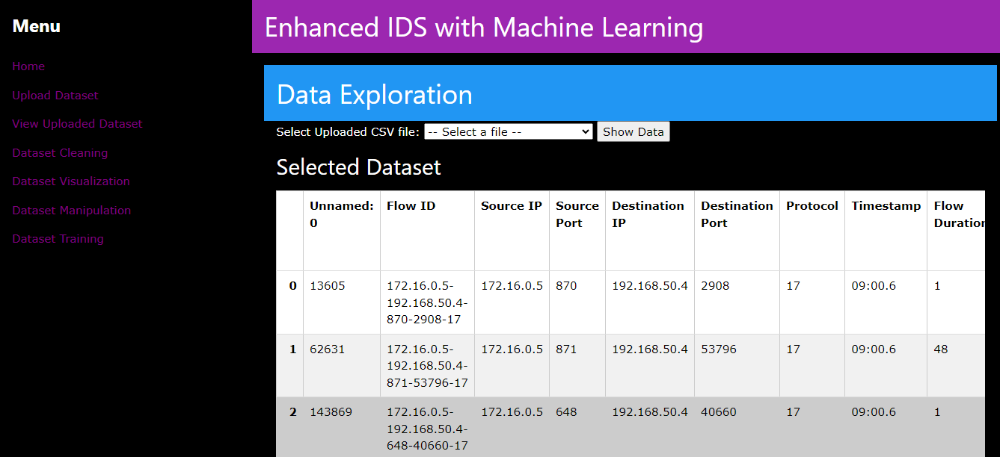 Menu
Home
Upload Dataset
View Uploaded Dataset
Dataset Cleaning
Dataset Visualization
Dataset Manipulation
Dataset Training
Enhanced IDS with Machine Learning
Data Exploration
Select Uploaded CSV file: -- Select a file -- Show Data
Selected Dataset
Unnamed: 0 Flow ID Source IP Source Port Destination IP Destination Port Protocol Timestamp Flow Duration
0 13605 172.16.0.5-192.168.50.4-870-2908-17 172.16.0.5 870 192.168.50.4 2908 17 09:00.6 1
1 62631 172.16.0.5-192.168.50.4-871-53796-17 172.16.0.5 871 192.168.50.4 53796 17 09:00.6 48
2 143869 172.16.0.5-192.168.50.4-648-40660-17 172.16.0.5 648 192.168.50.4 40660 17 09:00.6 1